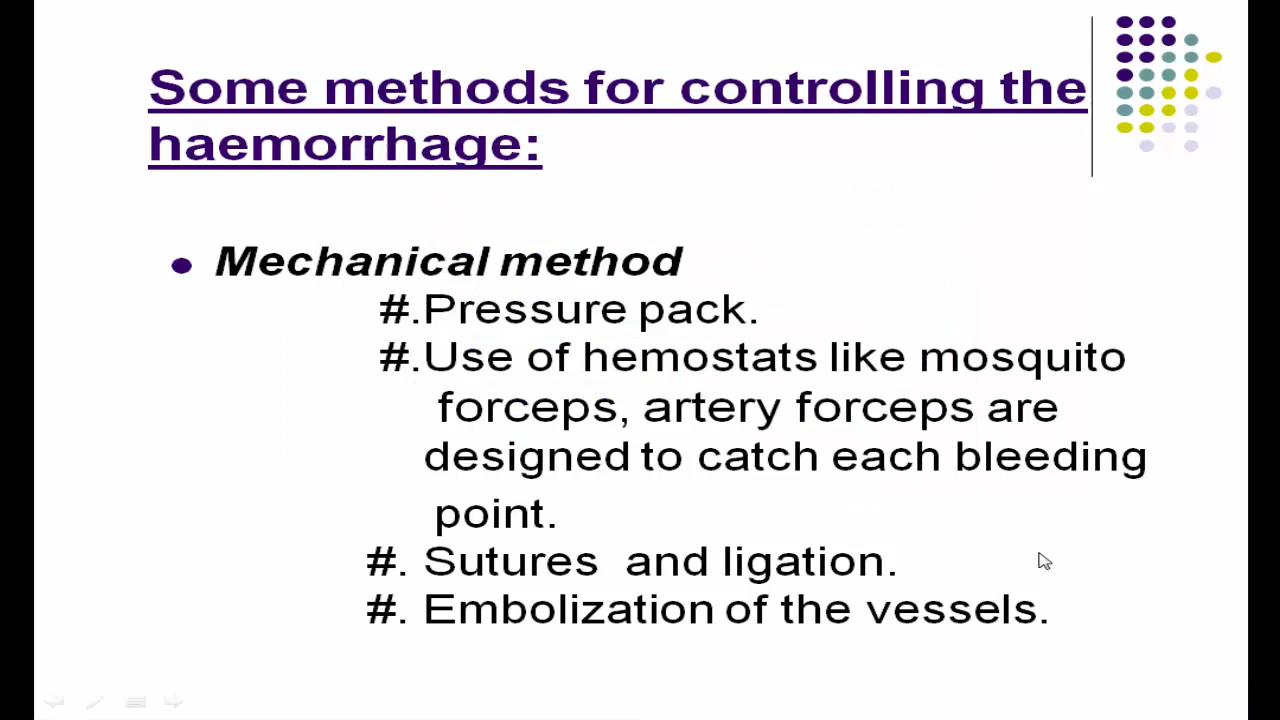 Some methods for controlling the
haemorrhage:
Mechanical method
#.Pressure pack.
#.Use of hemostats like mosquito
forceps, artery forceps are
designed to catch each bleeding
point.
#. Sutures and ligation.
#. Embolization of the vessels.